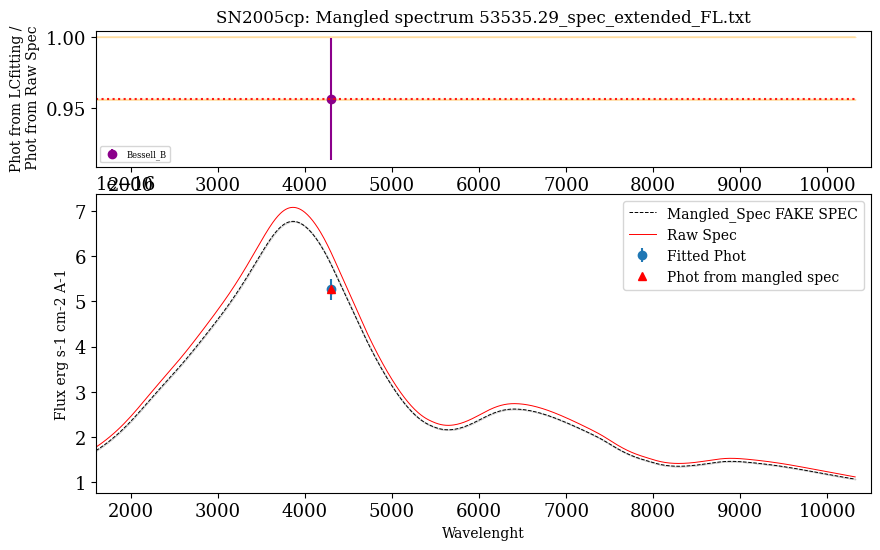 SN2005cp: Mangled spectrum 53535.29_spec_extended_FL.txt
Phot from LCfitting /
Phot from Raw Spec
1.00
0.95
Bessell_B
2000 3000 4000 5000 6000 7000 8000 9000 10000
1e−16
Flux erg s-1 cm-2 A-1
7
6
5
4
3
2
1
Mangled_Spec FAKE SPEC
Raw Spec
Fitted Phot
Phot from mangled spec
2000 3000 4000 5000 6000 7000 8000 9000 10000
Wavelenght